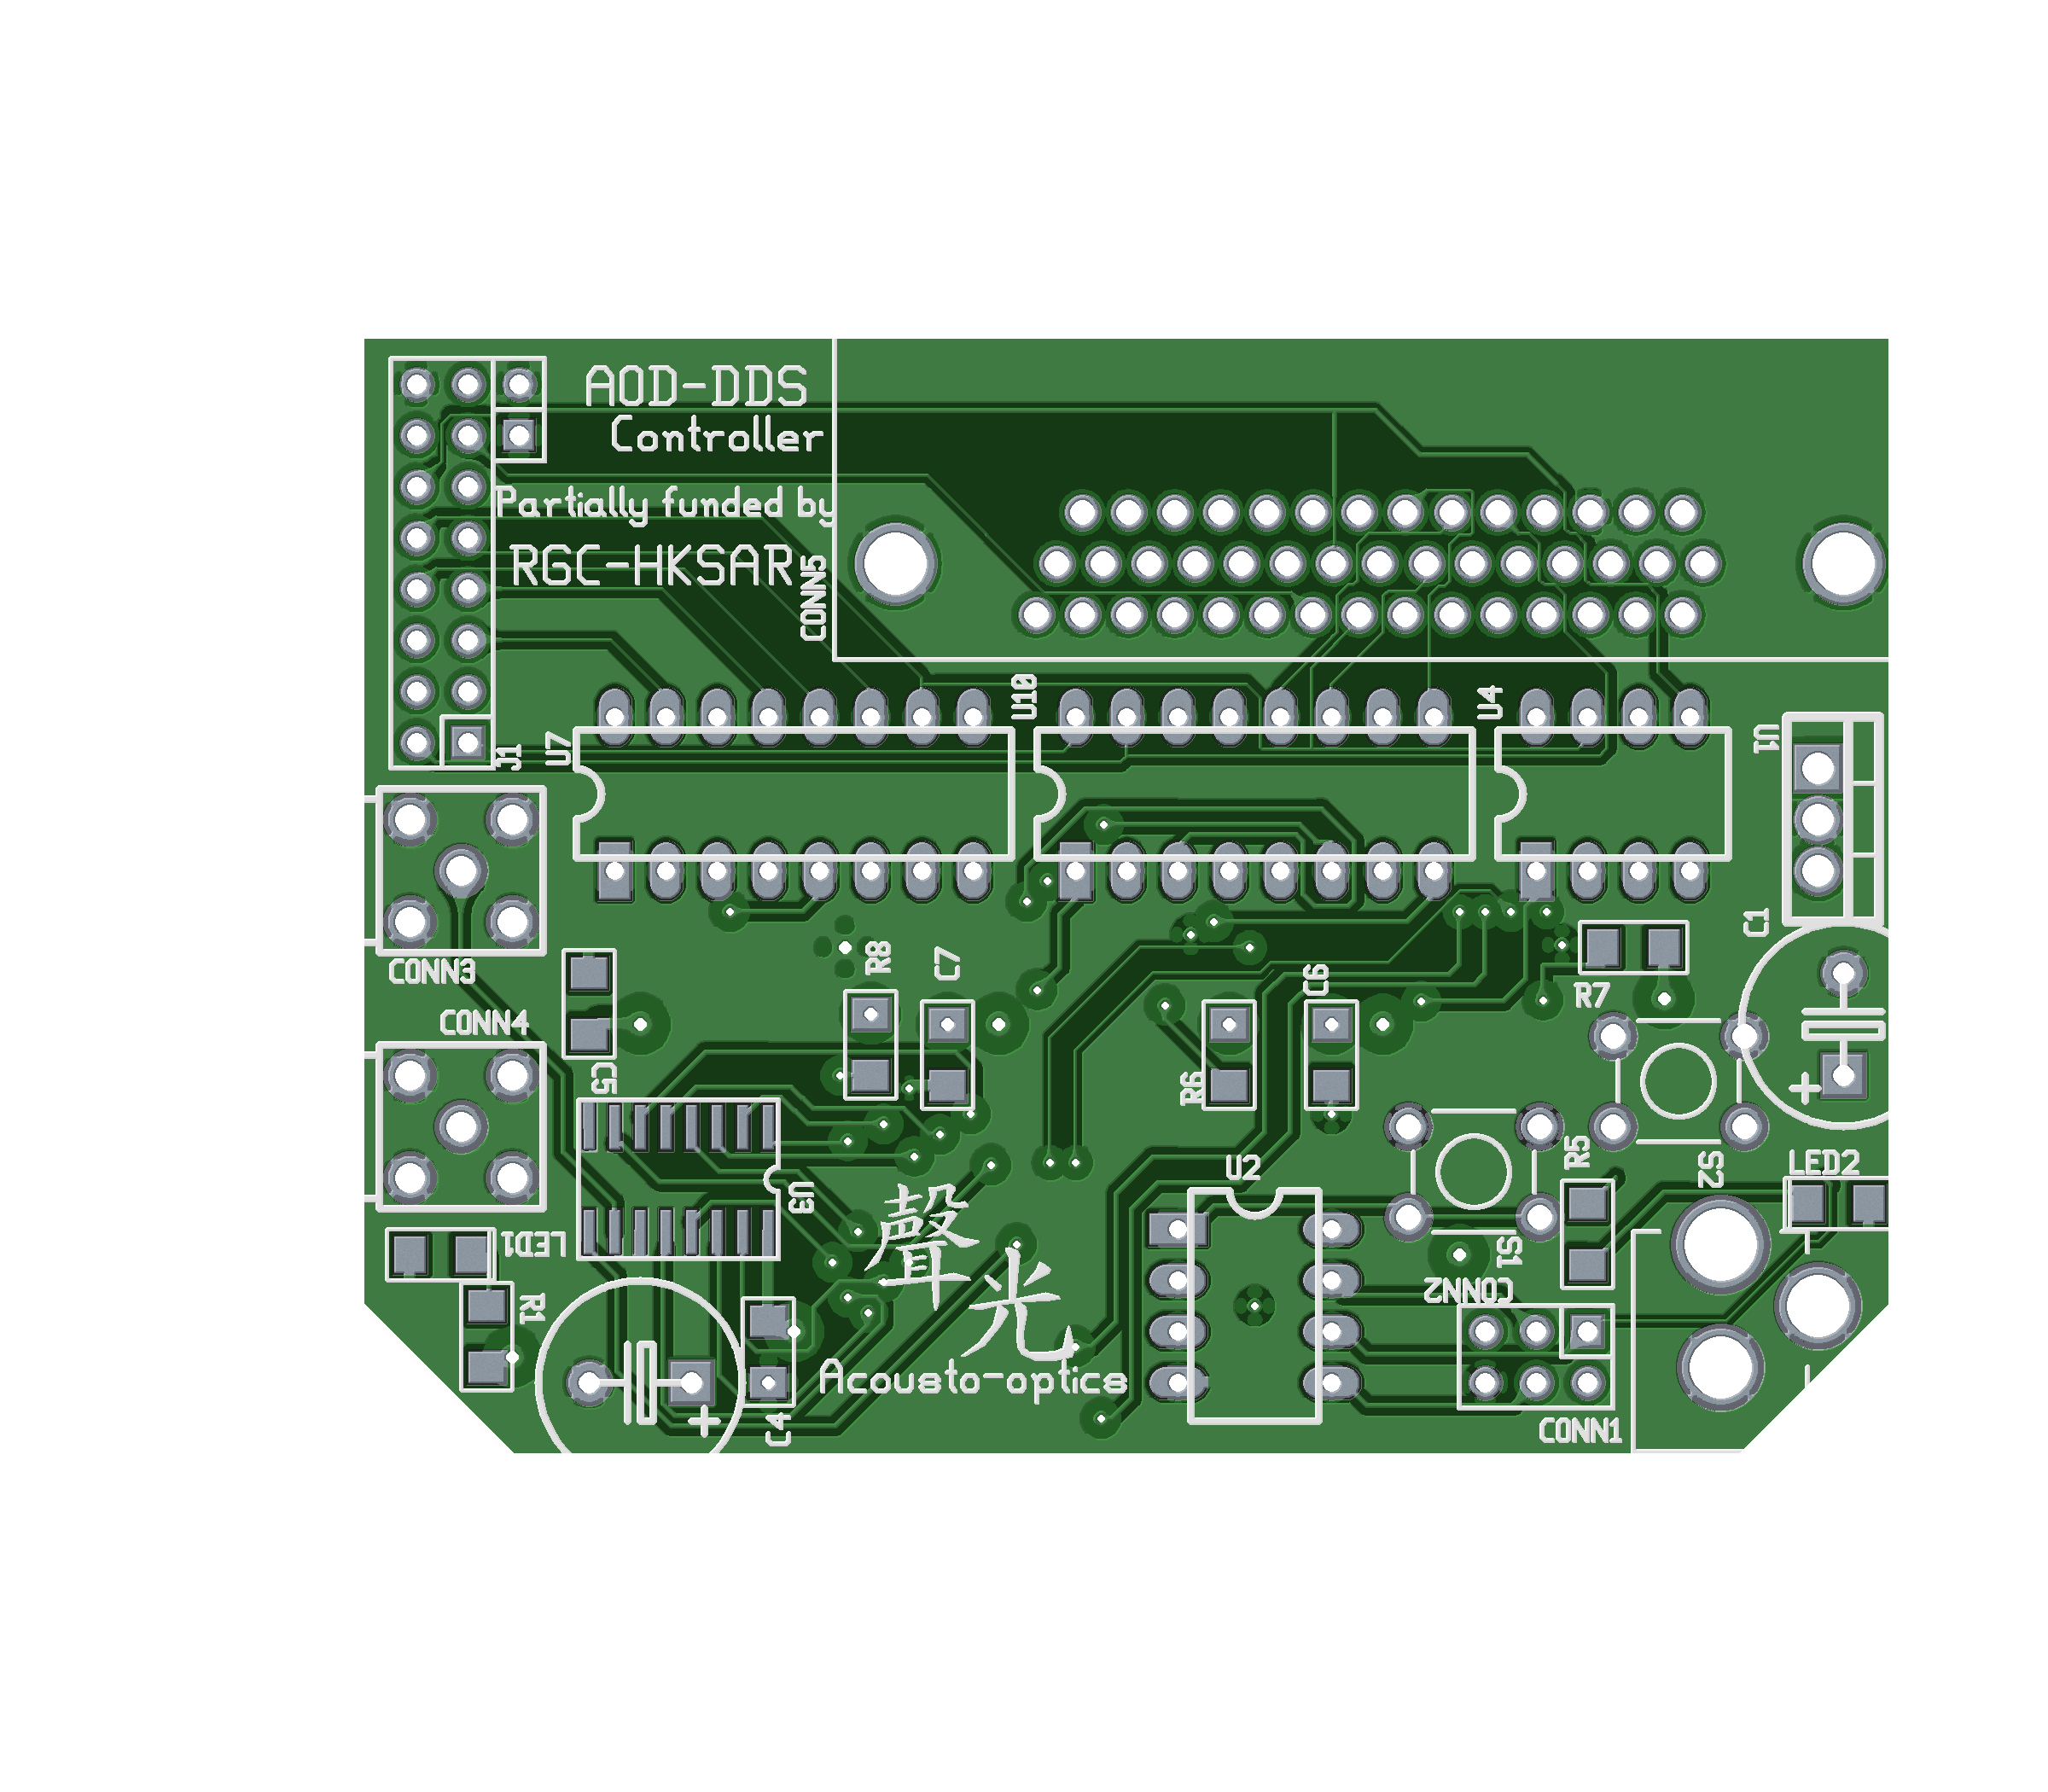 AOD-DDS
Controller
Partially funded by
RGC-HKSAR
CONN5
U10
U4
J1
U7
U1
C1
CONN3
R8
C7
C6
R7
CONN4
C5
R6
R5
S2
LED2
U3
U2
聲光
LED1
S1
CONN2
R1
Acousto-optics
+
+
C4
CONN1